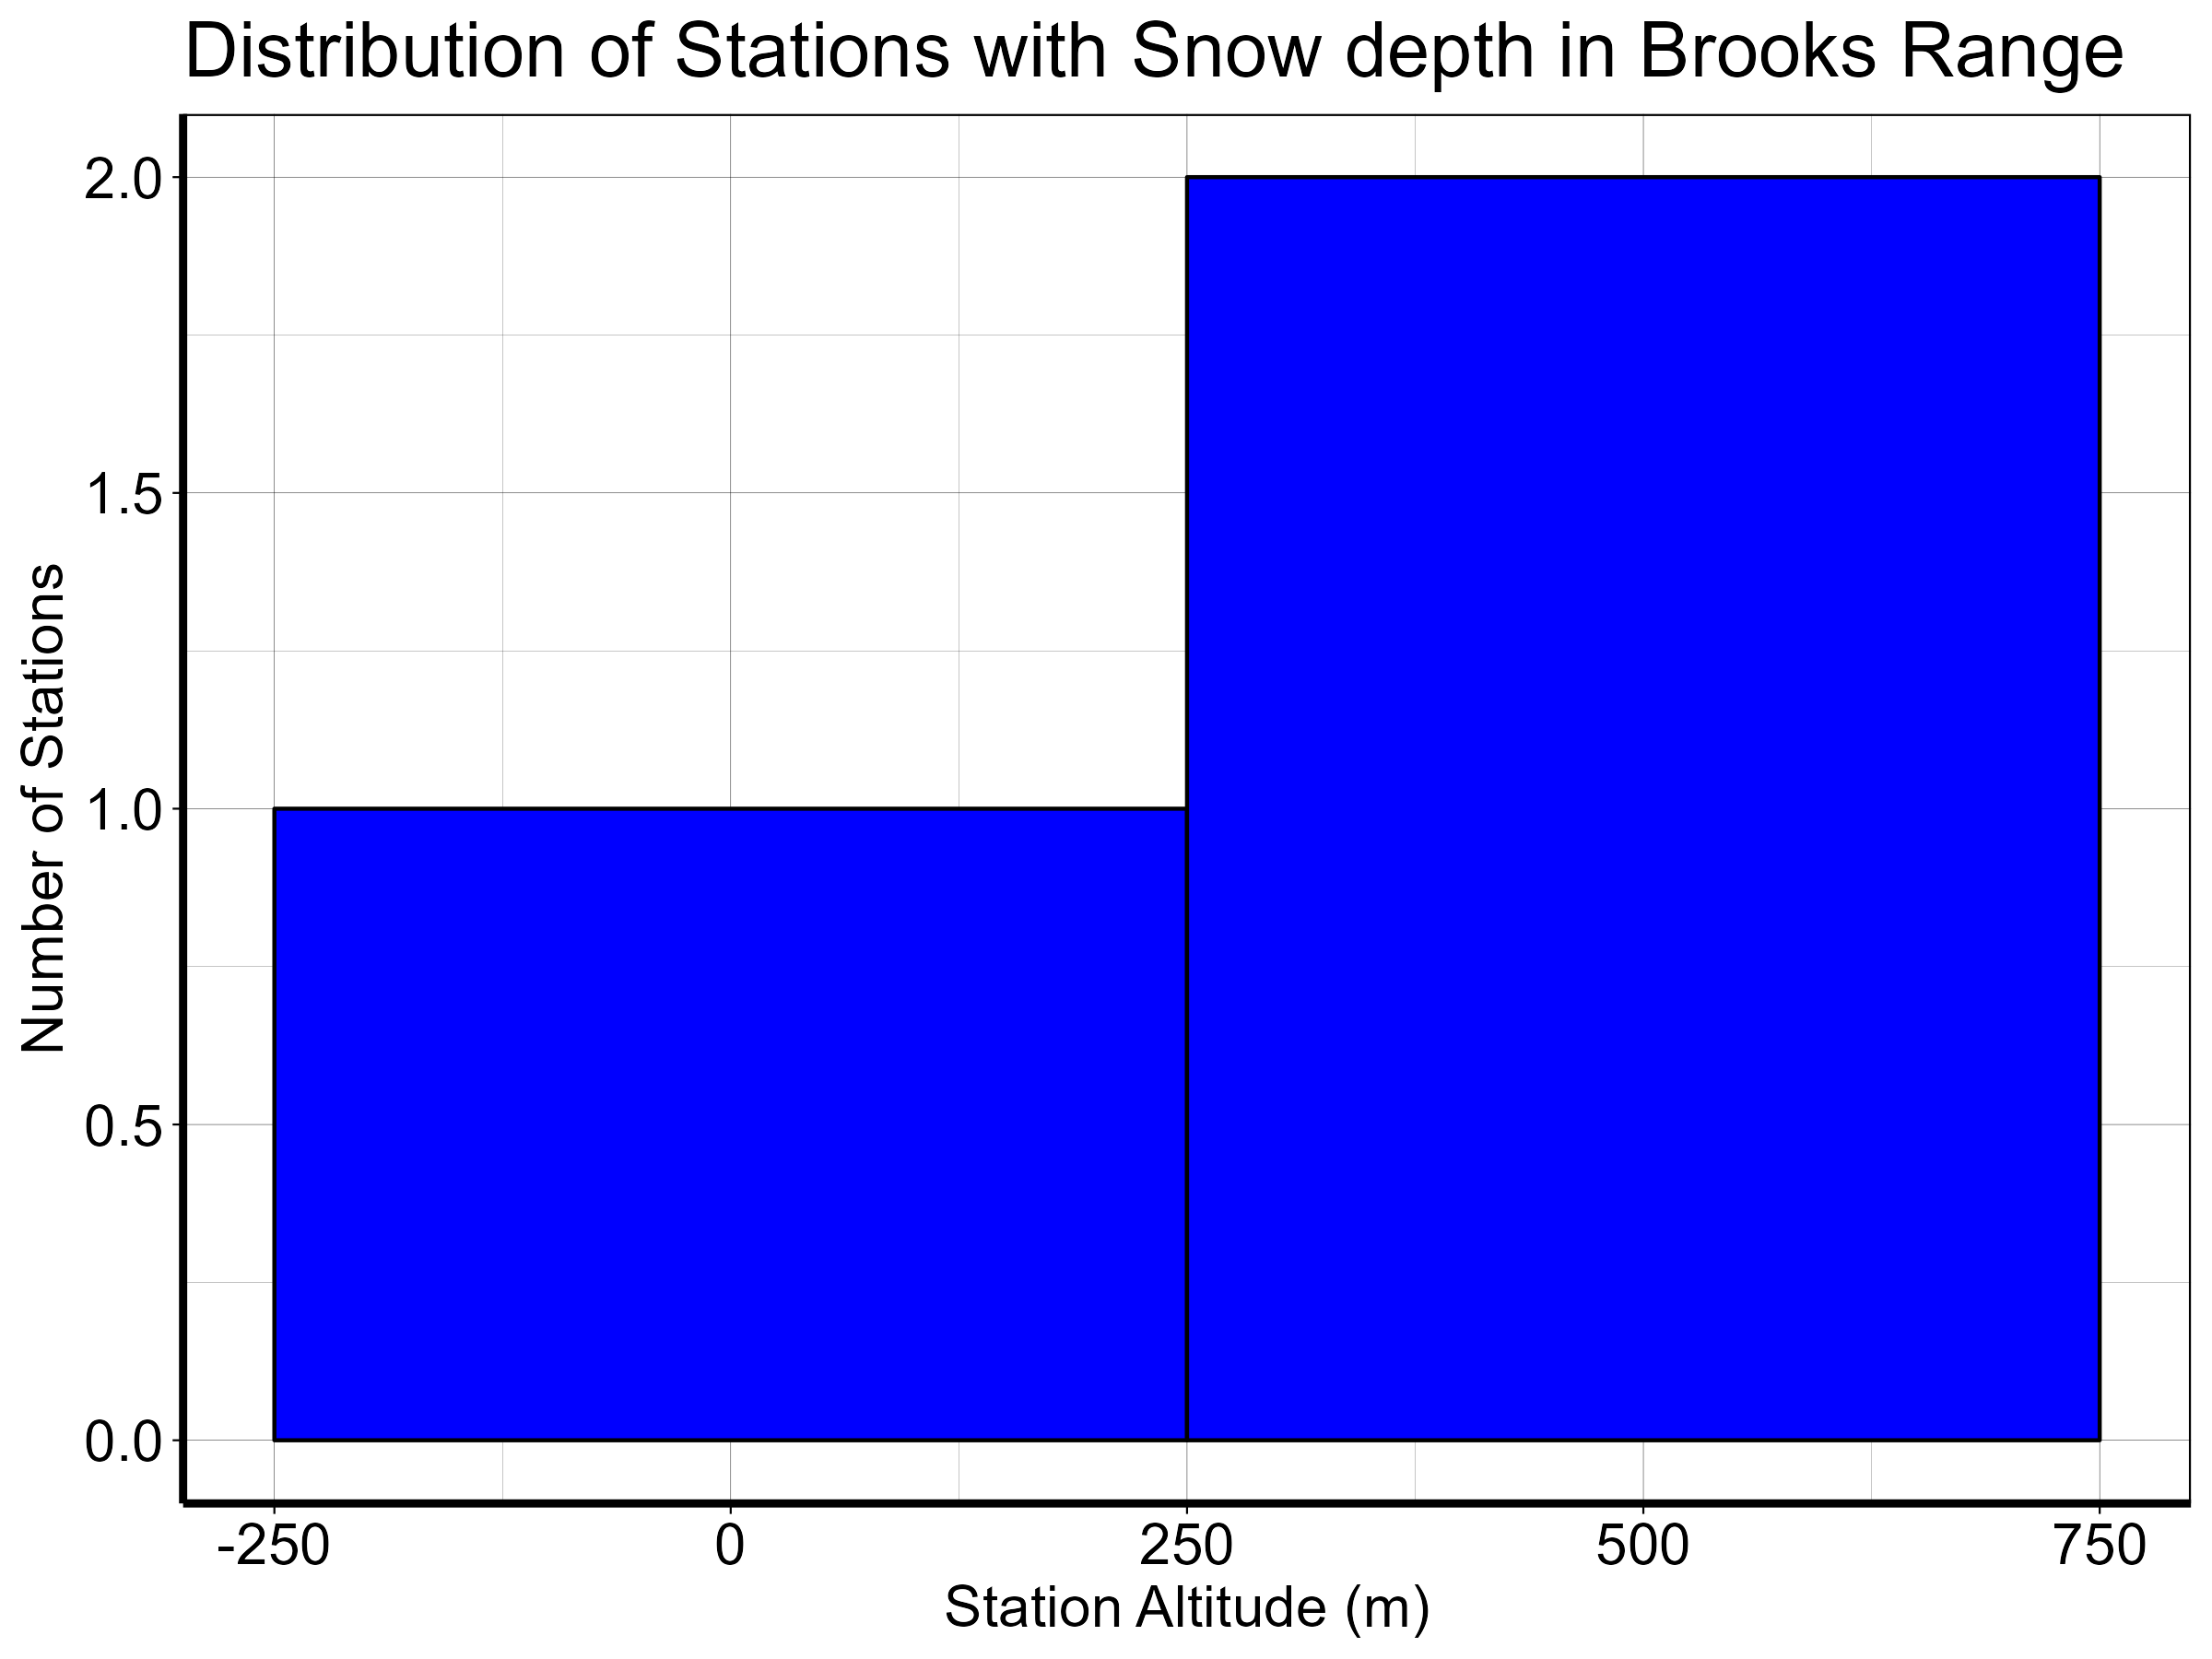 Distribution of Stations with Snow depth in Brooks Range
2.0
1.5
1.0
0.5
0.0
Number of Stations
-250 0 250 500 750
Station Altitude (m)